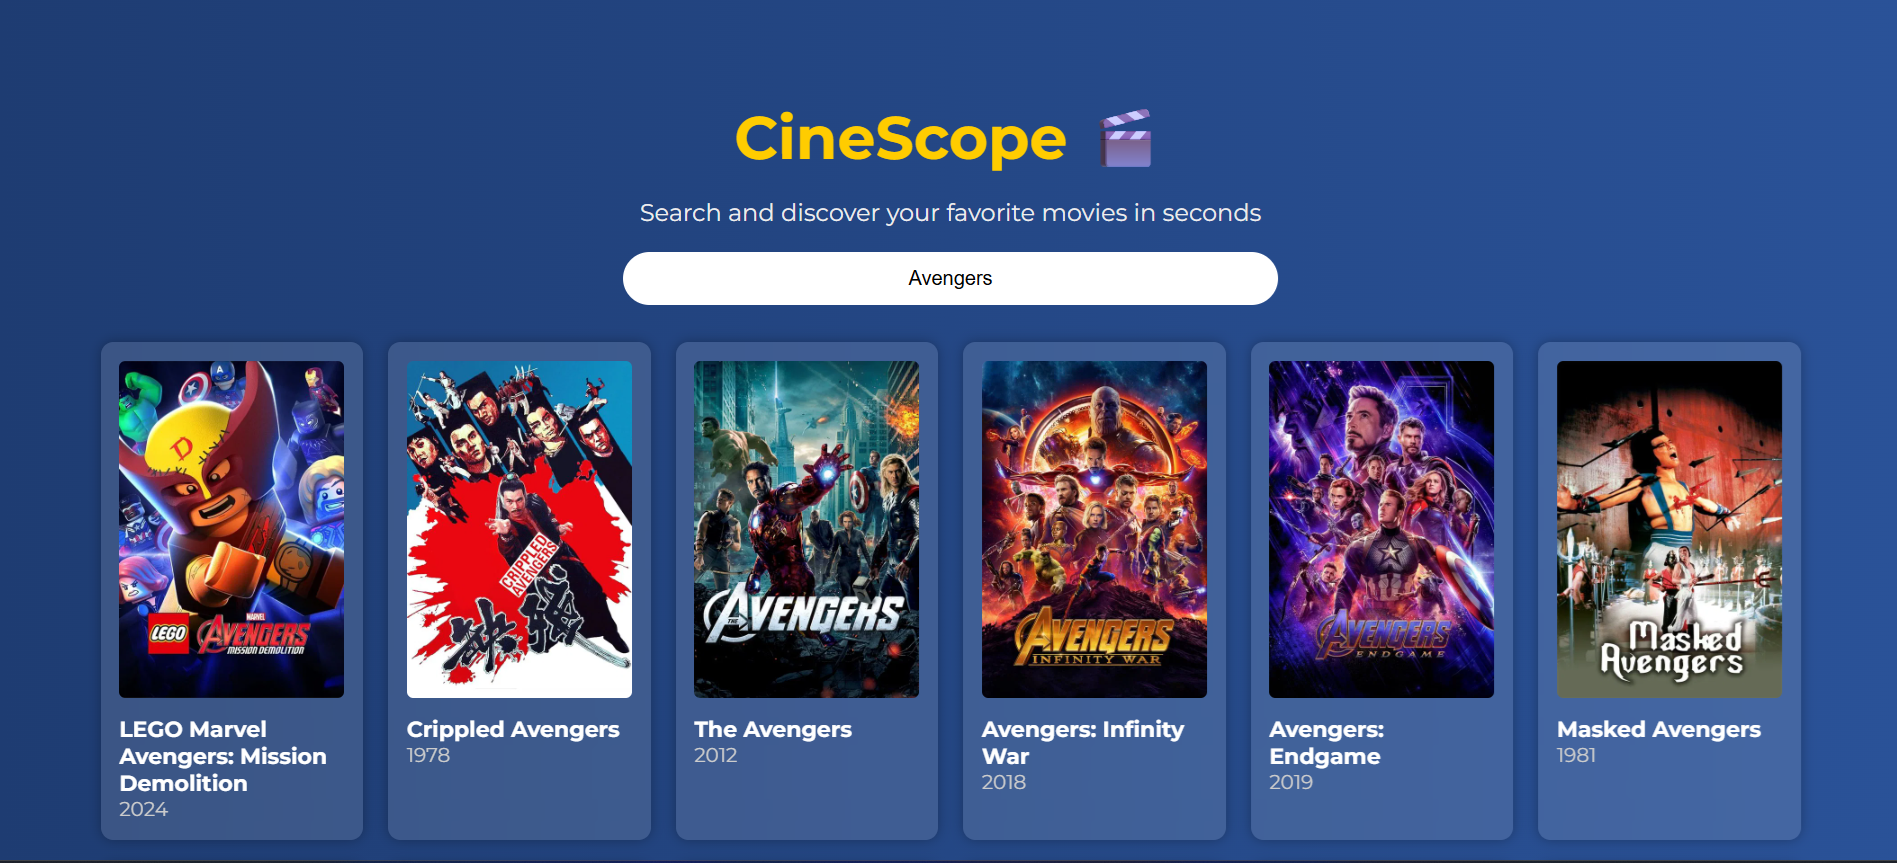 CineScope
Search and discover your favorite movies in seconds
Avengers
A
D
LEGO
MARVEL
AVENGERS
MISSION DEMOLITION
LEGO Marvel
Avengers: Mission
Demolition
2024
CRIPPLED
AVENGERS
Crippled Avengers
1978
THE AVENGERS
The Avengers
2012
AVENGERS
INFINITY WAR
Avengers: Infinity
War
2018
AVENGERS
ENDGAME
Avengers:
Endgame
2019
Masked
Avengers
Masked Avengers
1981